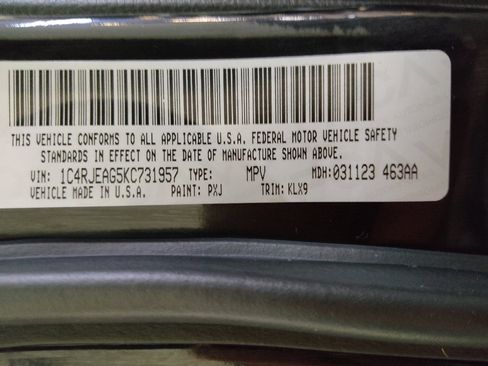 THIS VEHICLE CONFORMS TO ALL APPLICABLE U.S.A. FEDERAL MOTOR VEHICLE SAFETY
STANDARDS IN EFFECT ON THE DATE OF MANUFACTURE SHOWN ABOVE.
VIN: 1C4RJEAG5KC731957 TYPE: MPV MDH:031123 463AA
VEHICLE MADE IN U.S.A. PAINT: PXJ TRIM: KLX9